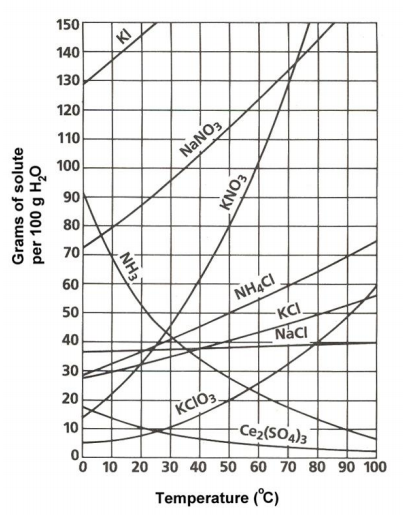 Grams of solute
per 100 g H₂O
150
140
130
120
110
100
90
80
70
60
50
40
30
20
10
0
KI
NaNO₃
KNO₃
NH₃
NH₄Cl
KCl
NaCl
KClO₃
Ce₂(SO₄)₃
0 10 20 30 40 50 60 70 80 90 100
Temperature (°C)